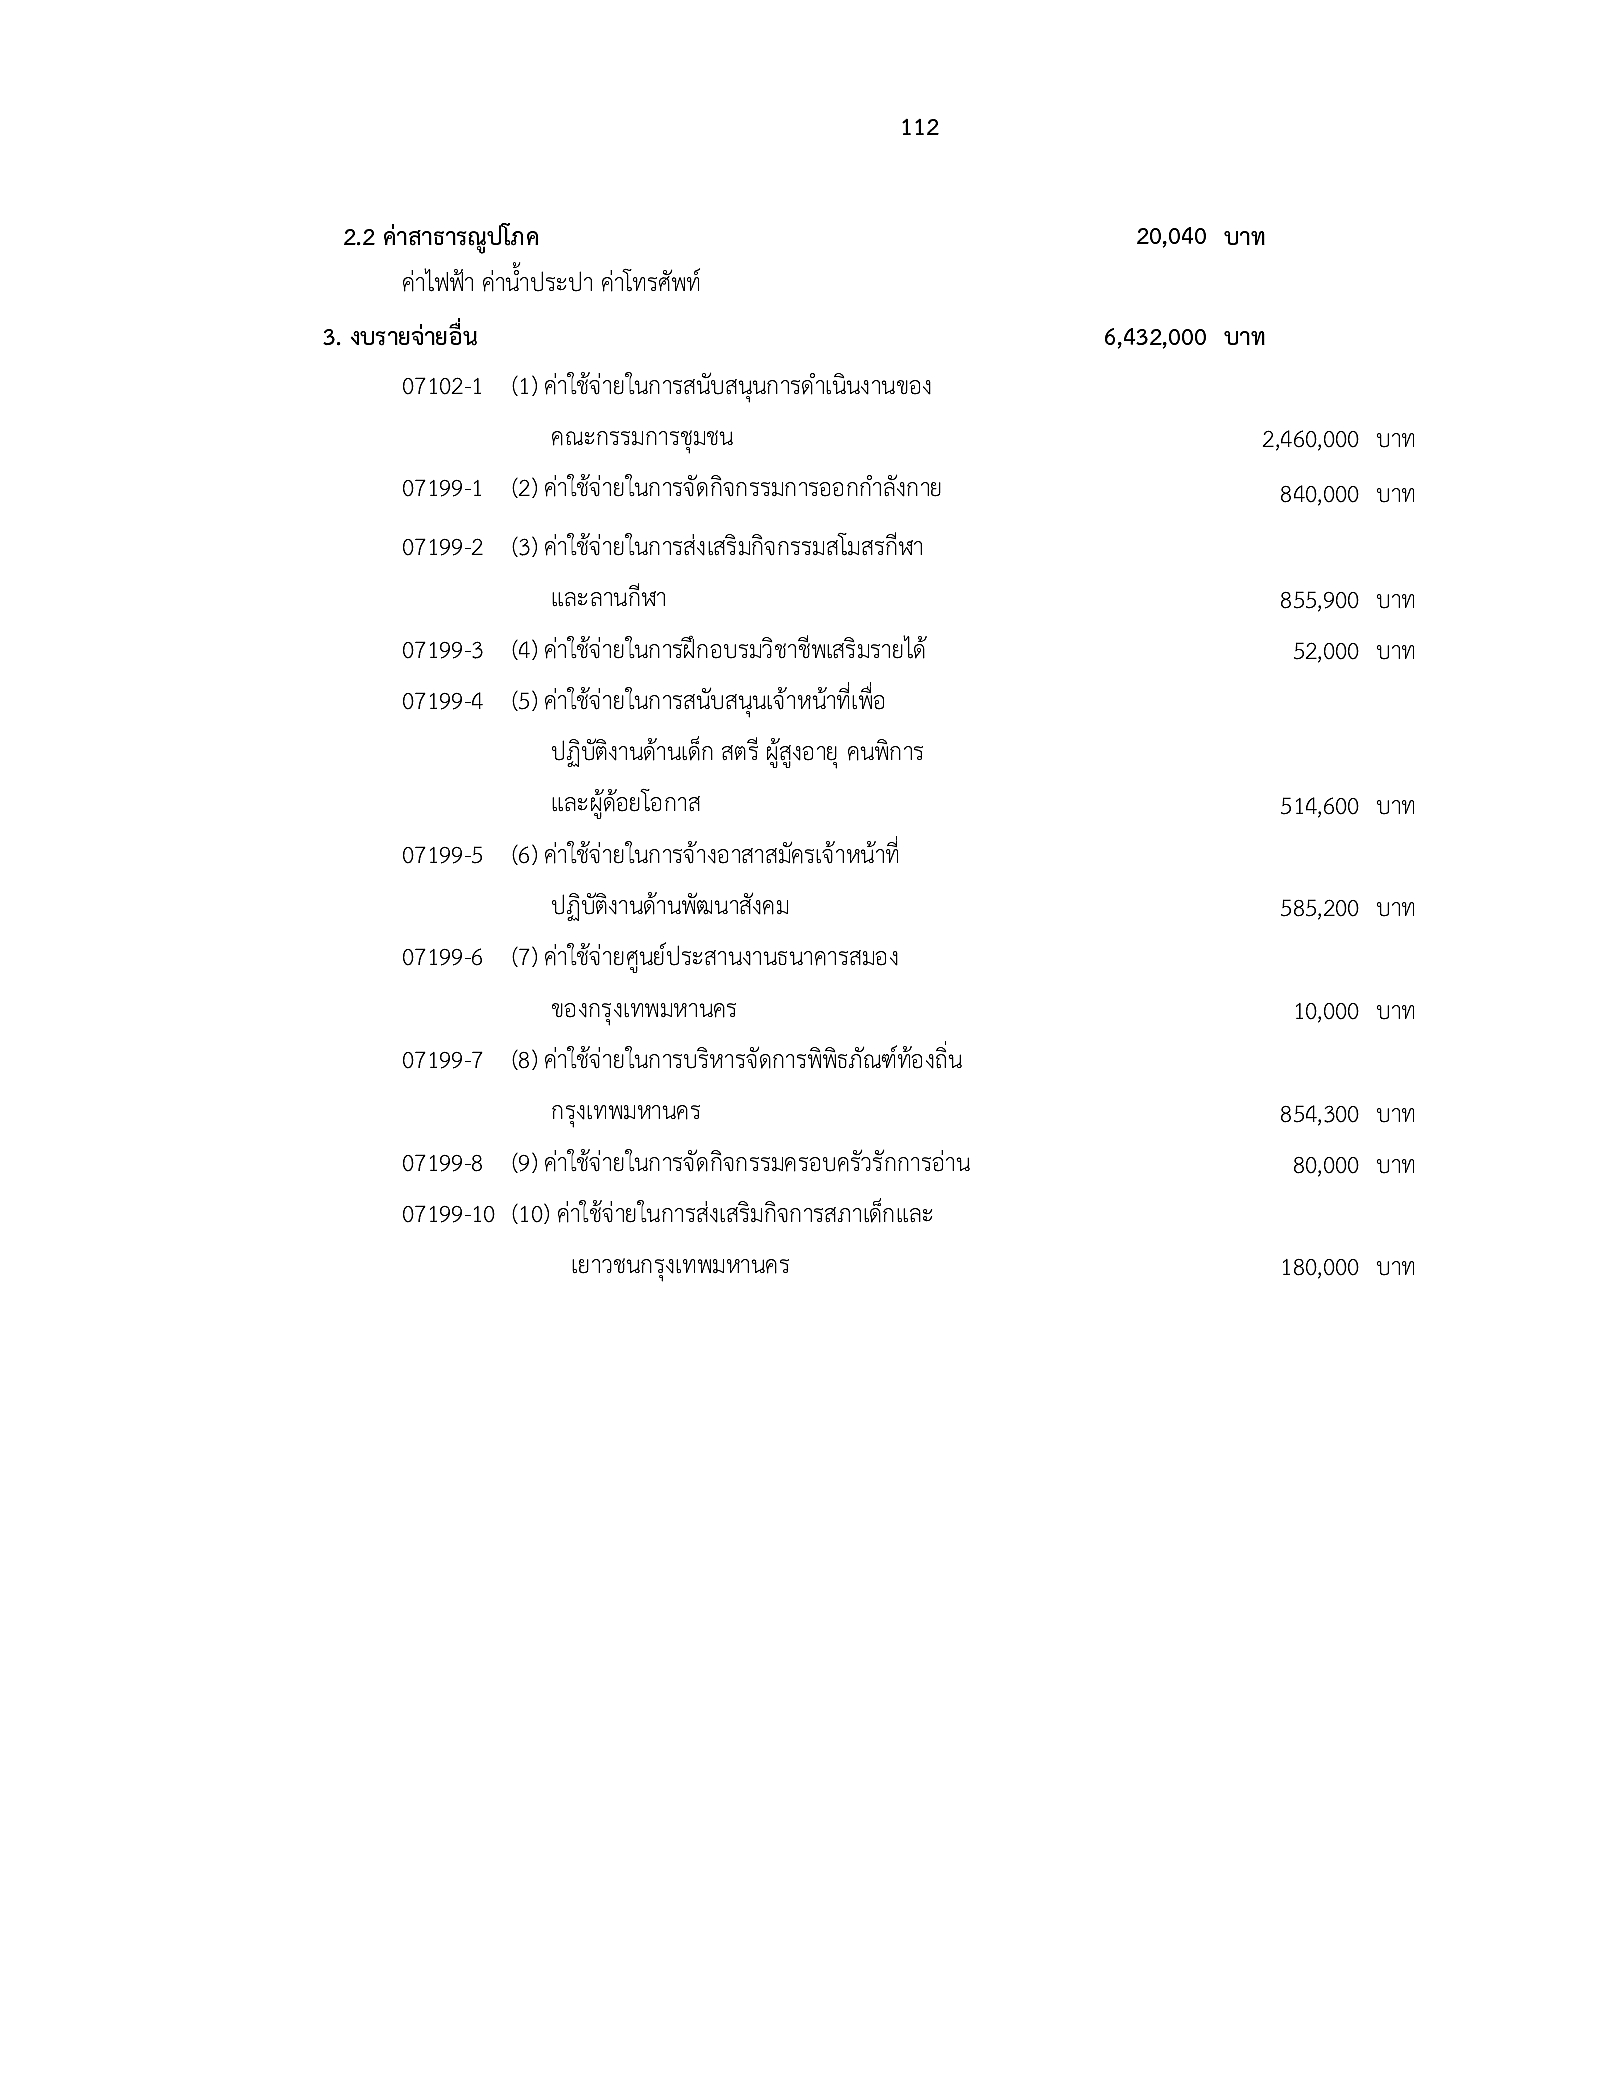 112
2.2 ค่าสาธารณูปโภค 20,040 บาท
ค่าไฟฟ้า ค่าน้ำประปา ค่าโทรศัพท์
3. งบรายจ่ายอื่น 6,432,000 บาท
07102-1 (1) ค่าใช้จ่ายในการสนับสนุนการดำเนินงานของ
คณะกรรมการชุมชน 2,460,000 บาท
07199-1 (2) ค่าใช้จ่ายในการจัดกิจกรรมการออกกำลังกาย 840,000 บาท
07199-2 (3) ค่าใช้จ่ายในการส่งเสริมกิจกรรมสโมสรกีฬา
และลานกีฬา 855,900 บาท
07199-3 (4) ค่าใช้จ่ายในการฝึกอบรมวิชาชีพเสริมรายได้ 52,000 บาท
07199-4 (5) ค่าใช้จ่ายในการสนับสนุนเจ้าหน้าที่เพื่อ
ปฏิบัติงานด้านเด็ก สตรี ผู้สูงอายุ คนพิการ
และผู้ด้อยโอกาส 514,600 บาท
07199-5 (6) ค่าใช้จ่ายในการจ้างอาสาสมัครเจ้าหน้าที่
ปฏิบัติงานด้านพัฒนาสังคม 585,200 บาท
07199-6 (7) ค่าใช้จ่ายศูนย์ประสานงานธนาคารสมอง
ของกรุงเทพมหานคร 10,000 บาท
07199-7 (8) ค่าใช้จ่ายในการบริหารจัดการพิพิธภัณฑ์ท้องถิ่น
กรุงเทพมหานคร 854,300 บาท
07199-8 (9) ค่าใช้จ่ายในการจัดกิจกรรมครอบครัวรักการอ่าน 80,000 บาท
07199-10 (10) ค่าใช้จ่ายในการส่งเสริมกิจการสภาเด็กและ
เยาวชนกรุงเทพมหานคร 180,000 บาท